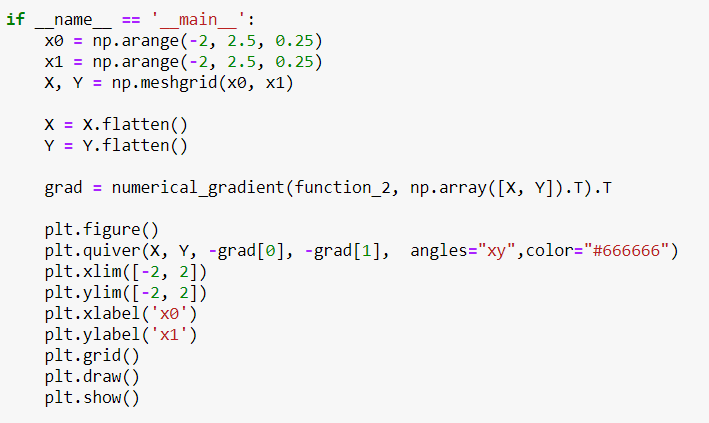 if __name__ == '__main__':
    x0 = np.arange(-2, 2.5, 0.25)
    x1 = np.arange(-2, 2.5, 0.25)
    X, Y = np.meshgrid(x0, x1)

    X = X.flatten()
    Y = Y.flatten()

    grad = numerical_gradient(function_2, np.array([X, Y]).T).T

    plt.figure()
    plt.quiver(X, Y, -grad[0], -grad[1],  angles="xy",color="#666666")
    plt.xlim([-2, 2])
    plt.ylim([-2, 2])
    plt.xlabel('x0')
    plt.ylabel('x1')
    plt.grid()
    plt.draw()
    plt.show()